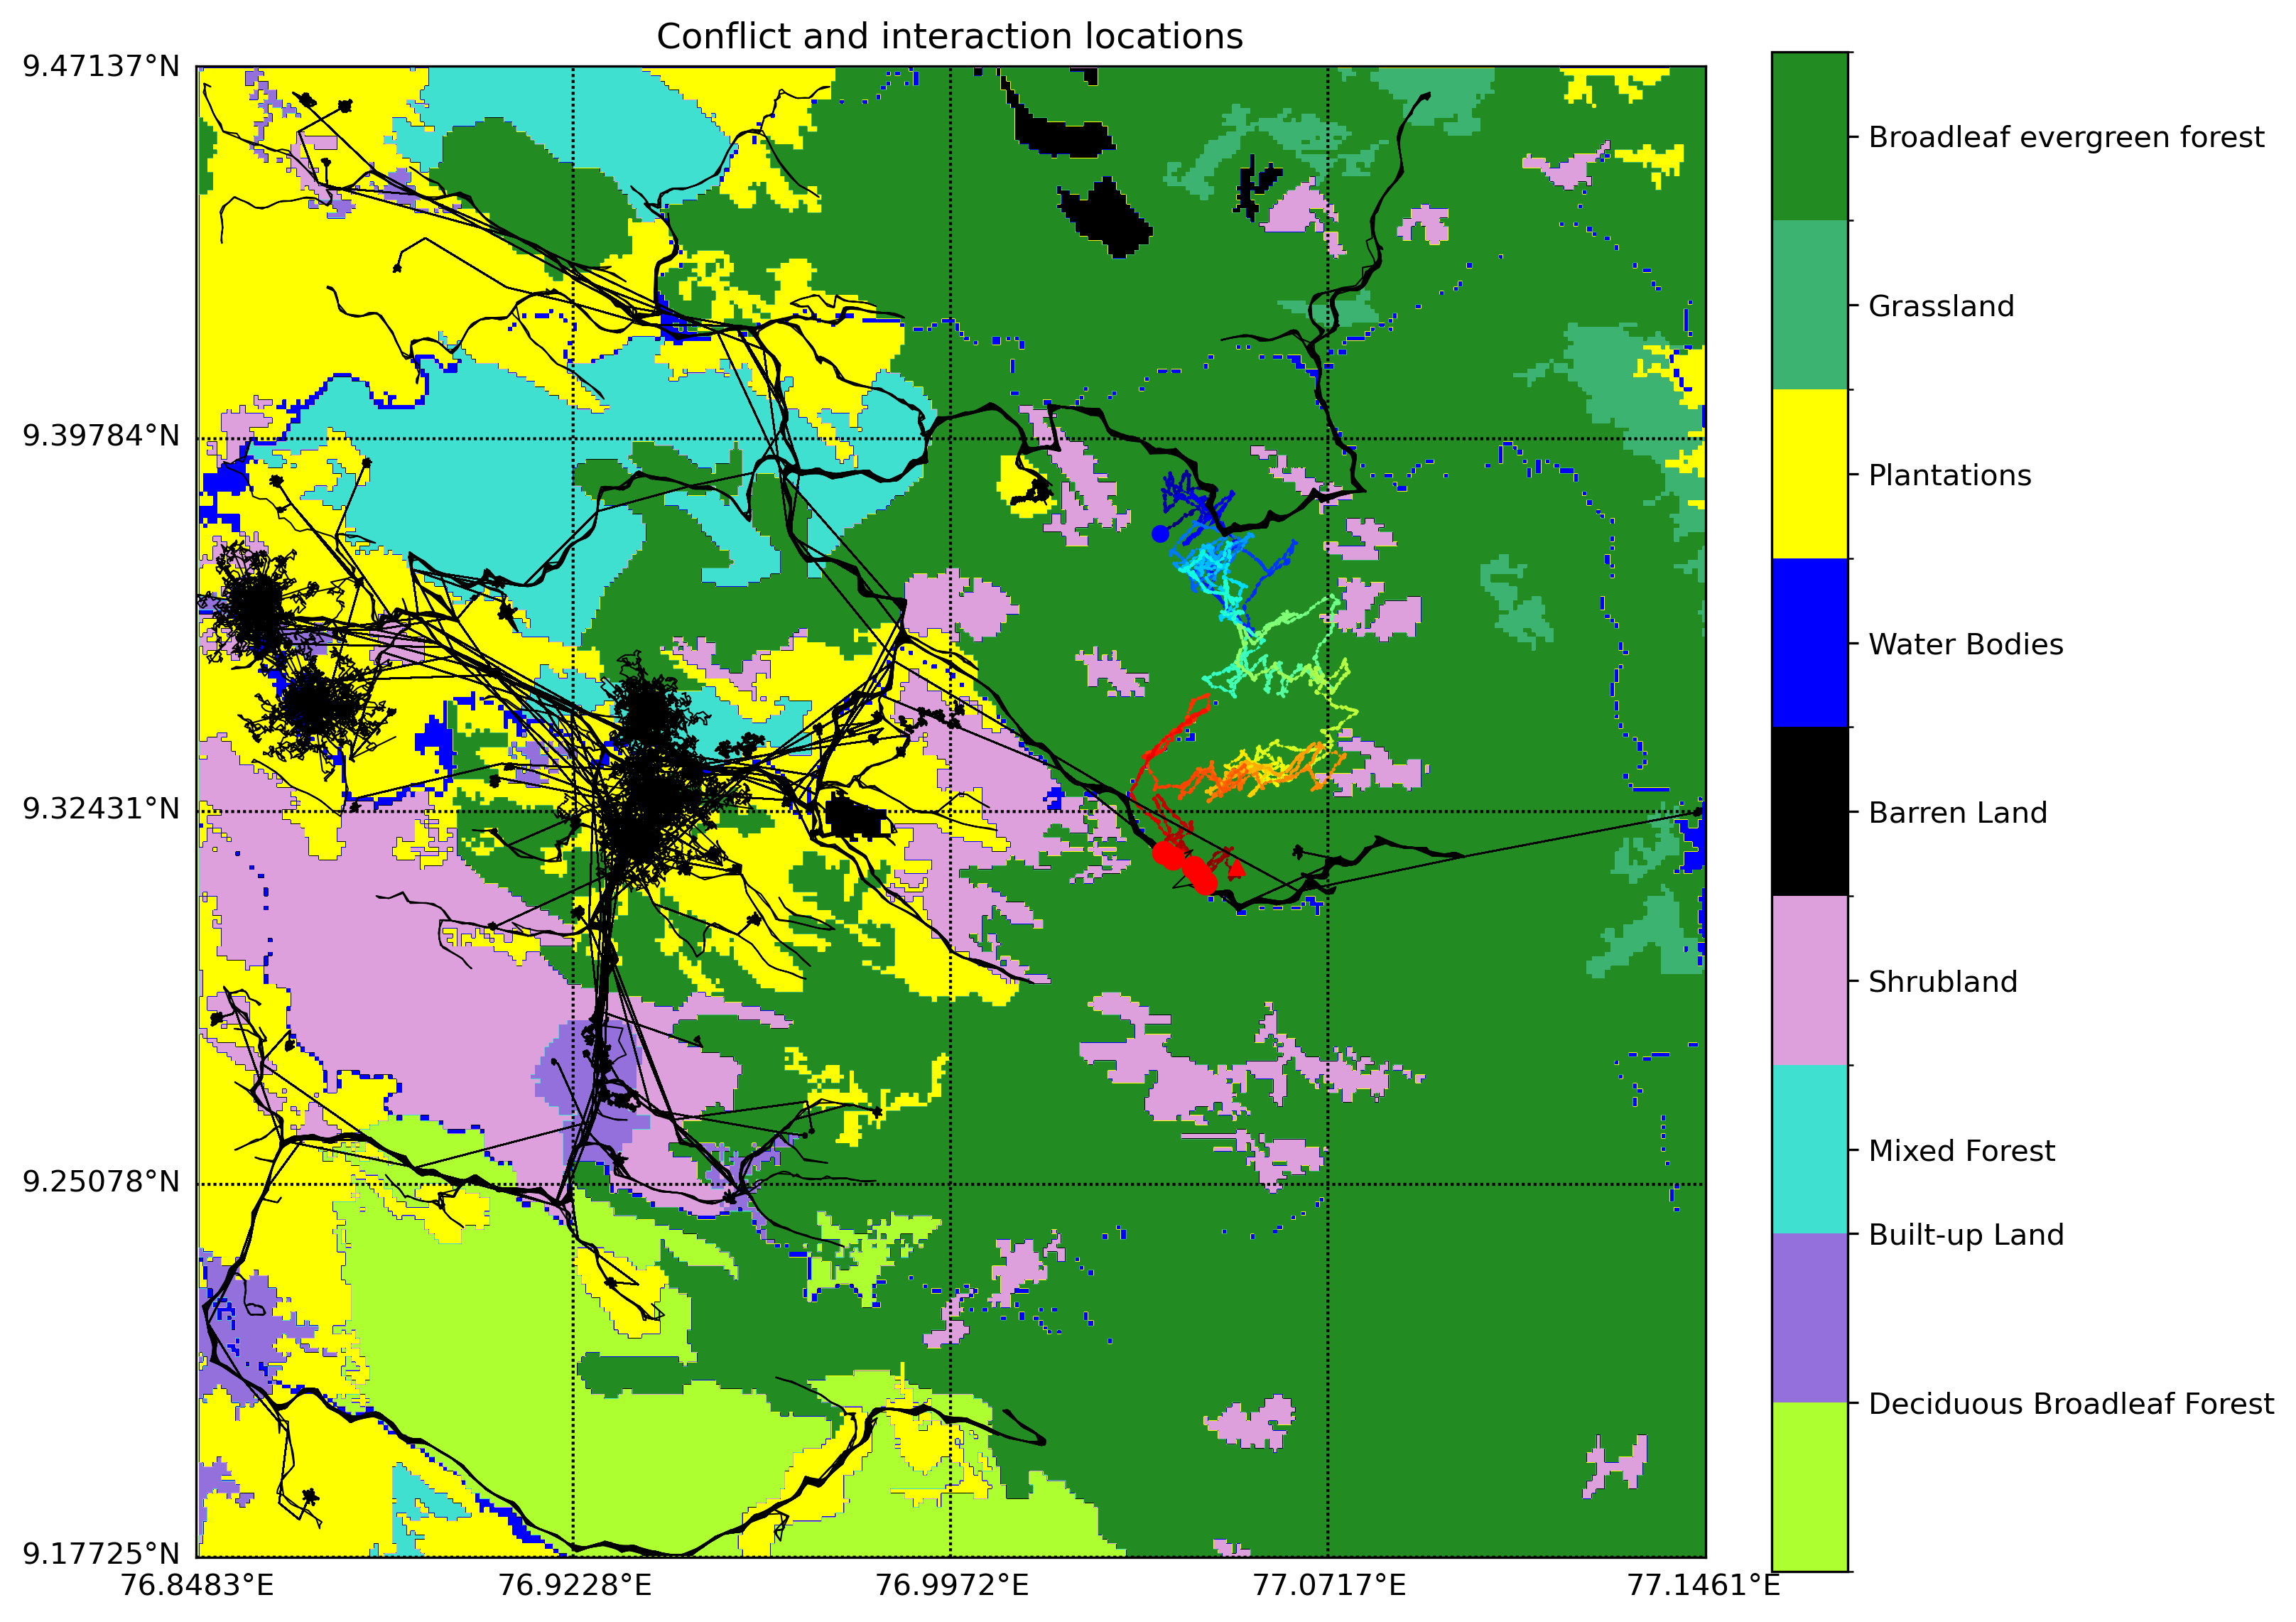 Conflict and interaction locations
9.47137°N
9.39784°N
9.32431°N
9.25078°N
9.17725°N
76.8483°E
76.9228°E
76.9972°E
77.0717°E
77.1461°E
Broadleaf evergreen forest
Grassland
Plantations
Water Bodies
Barren Land
Shrubland
Mixed Forest
Built-up Land
Deciduous Broadleaf Forest